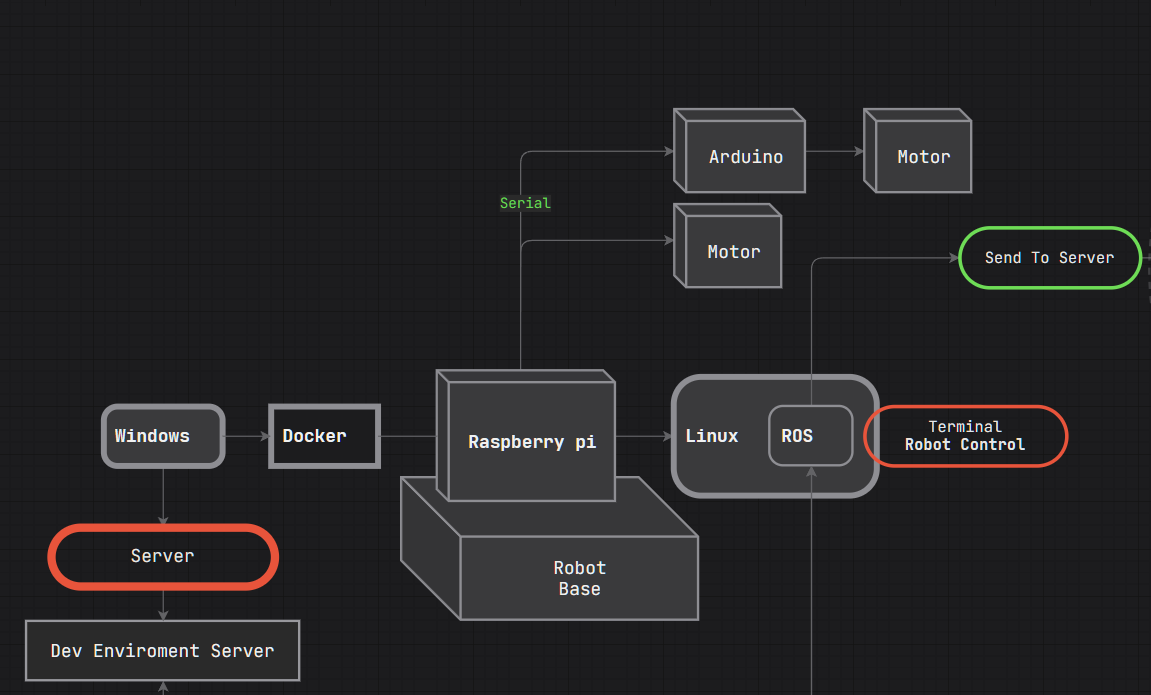 Arduino
Motor
Serial
Motor
Send To Server
Windows
Docker
Raspberry pi
Linux
ROS
Terminal
Robot Control
Server
Robot
Base
Dev Enviroment Server